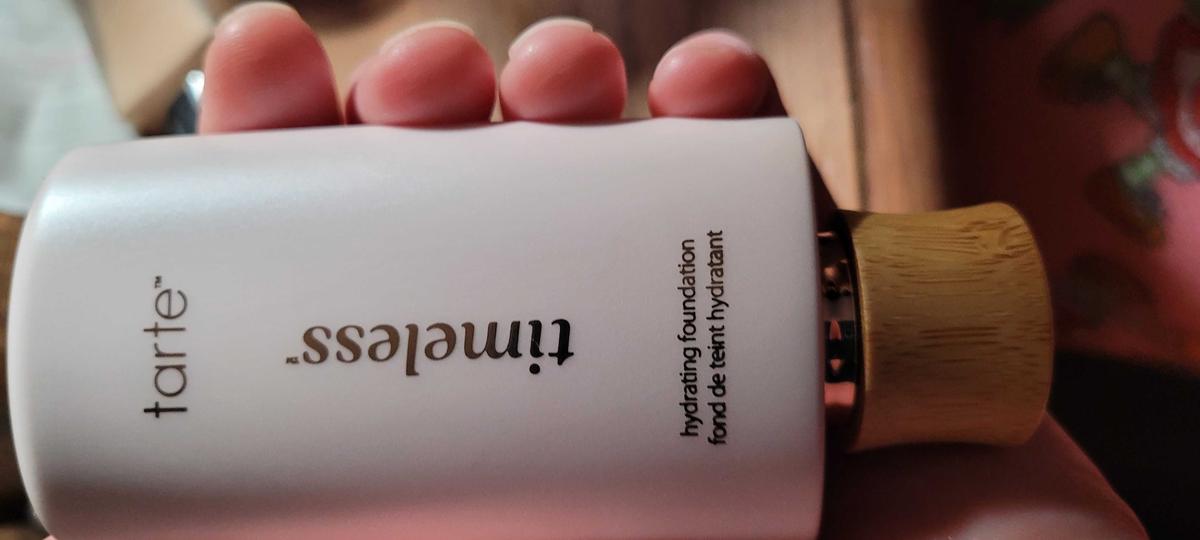 tarte™
timeless™
hydrating foundation
fond de teint hydratant